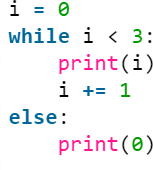 i = 0
while i < 3:
    print(i)
    i += 1
else:
    print(0)